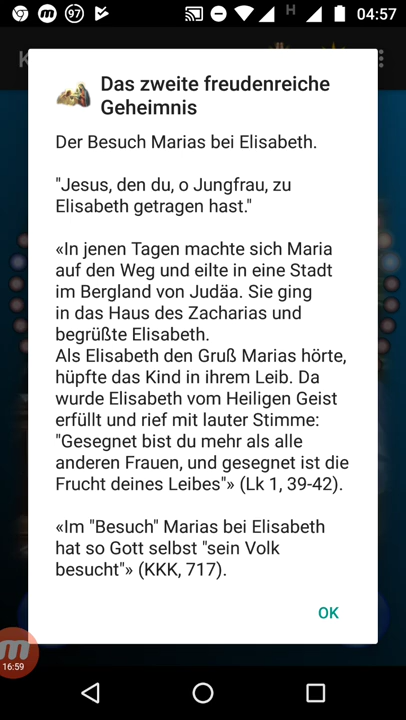 97
H
04:57
K
Das zweite freudenreiche
Geheimnis
Der Besuch Marias bei Elisabeth.
"Jesus, den du, o Jungfrau, zu
Elisabeth getragen hast."
«In jenen Tagen machte sich Maria
auf den Weg und eilte in eine Stadt
im Bergland von Judäa. Sie ging
in das Haus des Zacharias und
begrüßte Elisabeth.
Als Elisabeth den Gruß Marias hörte,
hüpfte das Kind in ihrem Leib. Da
wurde Elisabeth vom Heiligen Geist
erfüllt und rief mit lauter Stimme:
"Gesegnet bist du mehr als alle
anderen Frauen, und gesegnet ist die
Frucht deines Leibes"» (Lk 1, 39-42).
«Im "Besuch" Marias bei Elisabeth
hat so Gott selbst "sein Volk
besucht"» (KKK, 717).
OK
16:59